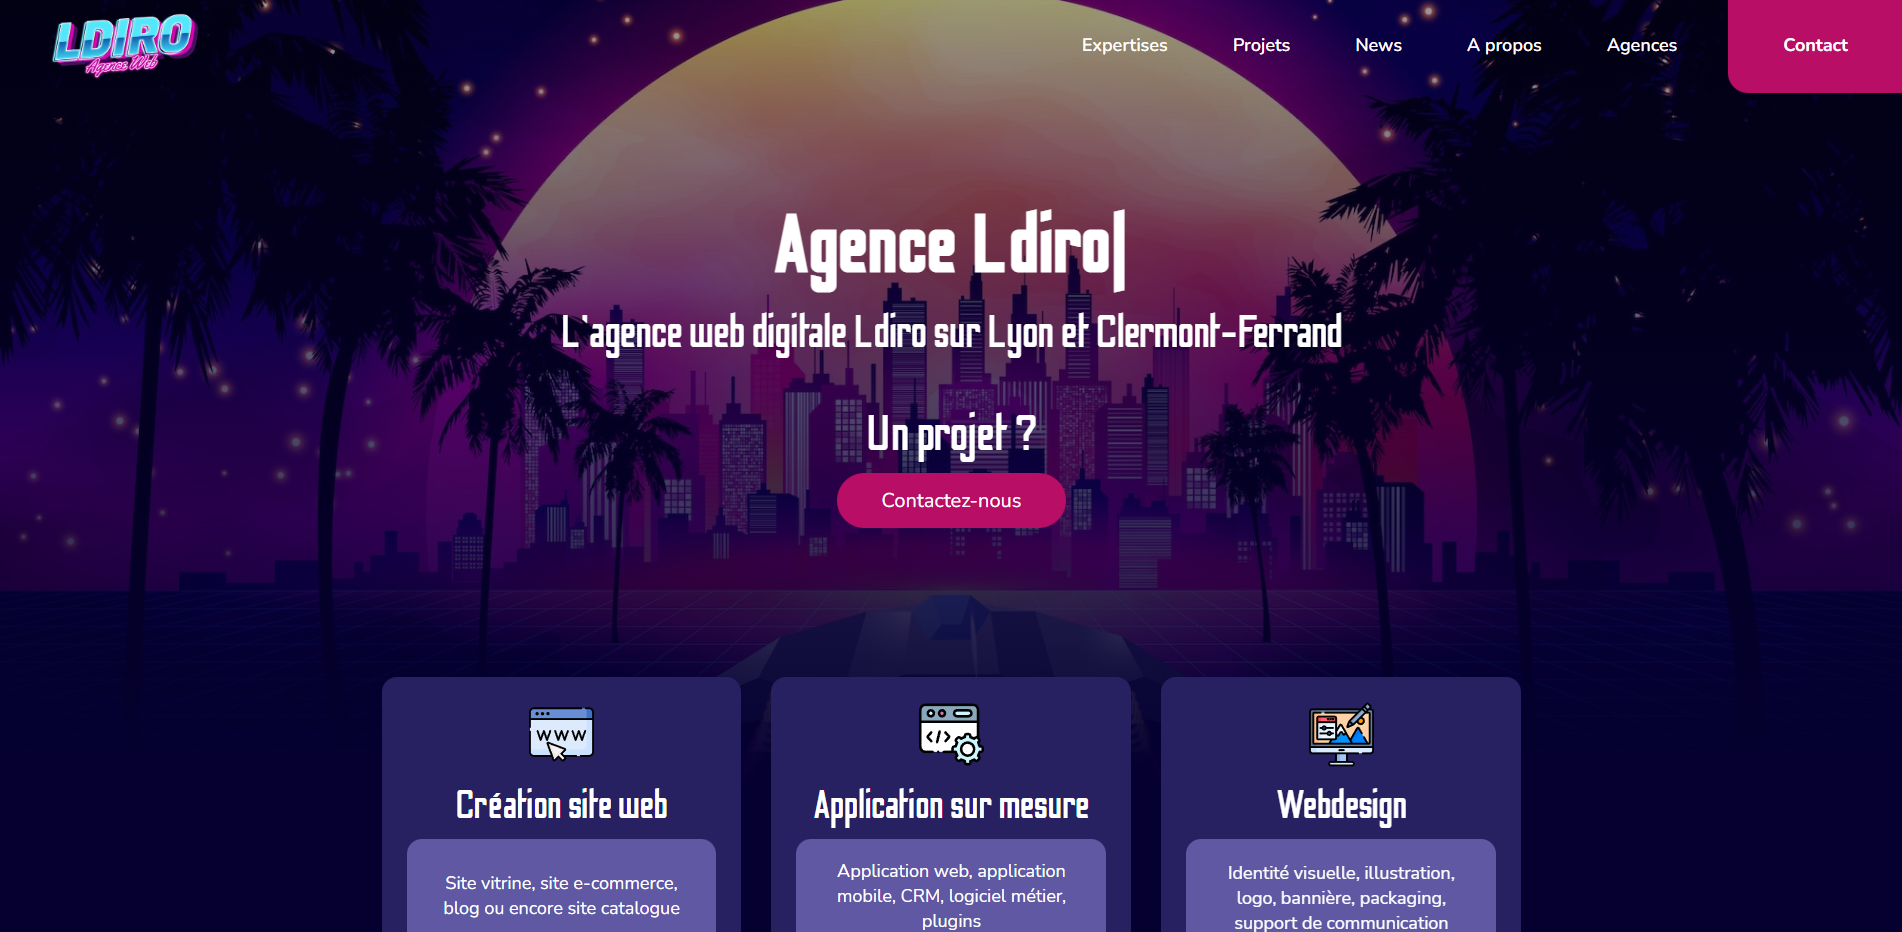 LDIRO
Agence Web
Expertises
Projets
News
A propos
Agences
Contact
Agence Ldiro|
L'agence web digitale Ldiro sur Lyon et Clermont-Ferrand
Un projet ?
Contactez-nous
WWW
</>
Création site web
Application sur mesure
Webdesign
Site vitrine, site e-commerce,
blog ou encore site catalogue
Application web, application
mobile, CRM, logiciel métier,
plugins
Identité visuelle, illustration,
logo, bannière, packaging,
support de communication